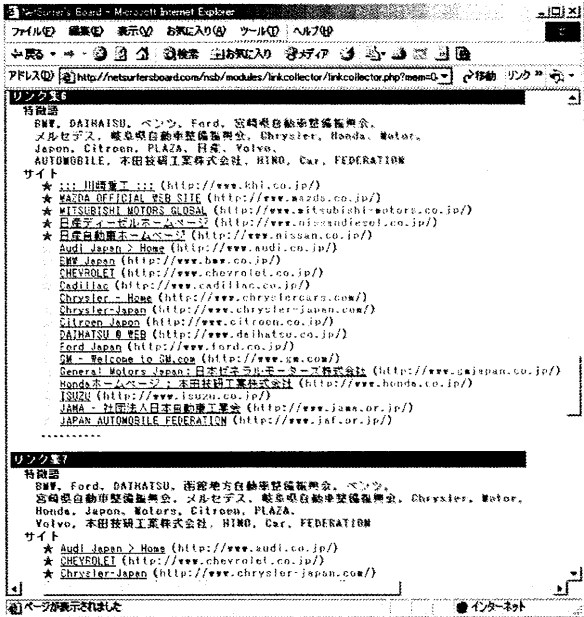 NetSurfer's Board - Microsoft Internet Explorer
ファイル(F) 編集(E) 表示(V) お気に入り(A) ツール(T) ヘルプ(H)
戻る 検索 お気に入り メディア
アドレス(D) http://netsurfersboard.com/nsb/modules/linkcollector/linkcollector.php?mem=0 移動 リンク »
リンク集6
特徴語
BMW, DAIHATSU, ベンツ, Ford, 宮崎県自動車整備振興会,
メルセデス, 岐阜県自動車整備振興会, Chrysler, Honda, Motor,
Japon, Citroen, PLAZA, 日産, Volvo,
AUTOMOBILE, 本田技研工業株式会社, HINO, Car, FEDERATION
サイト
★ ::: 川崎重工 ::: (http://www.khi.co.jp/)
★ MAZDA OFFICIAL WEB SITE (http://www.mazda.co.jp/)
★ MITSUBISHI MOTORS GLOBAL (http://www.mitsubishi-motors.co.jp/)
★ 日産ディーゼルホームページ (http://www.nissandiesel.co.jp/)
★ 日産自動車ホームページ (http://www.nissan.co.jp/)
Audi Japan > Home (http://www.audi.co.jp/)
BMW Japan (http://www.bmw.co.jp/)
CHEVROLET (http://www.chevrolet.co.jp/)
Cadillac (http://www.cadillac.co.jp/)
Chrysler - Home (http://www.chryslercars.com/)
Chrysler-Japan (http://www.chrysler-japan.com/)
Citroen Japon (http://www.citroen.co.jp/)
DAIHATSU @ WEB (http://www.daihatsu.co.jp/)
Ford Japan (http://www.ford.co.jp/)
GM - Welcome to GM.com (http://www.gm.com/)
General Motors Japan: 日本ゼネラルモーターズ株式会社 (http://www.gmjapan.co.jp/)
Hondaホームページ : 本田技研工業株式会社 (http://www.honda.co.jp/)
ISUZU (http://www.isuzu.co.jp/)
JAMA - 社団法人日本自動車工業会 (http://www.jama.or.jp/)
JAPAN AUTOMOBILE FEDERATION (http://www.jaf.or.jp/)
----------
リンク集7
特徴語
BMW, Ford, DAIHATSU, 函館地方自動車整備振興会, ベンツ,
宮崎県自動車整備振興会, メルセデス, 岐阜県自動車整備振興会, Chrysler, Motor,
Honda, Japon, Motors, Citroen, PLAZA,
Volvo, 本田技研工業株式会社, HINO, Car, FEDERATION
サイト
★ Audi Japan > Home (http://www.audi.co.jp/)
★ CHEVROLET (http://www.chevrolet.co.jp/)
★ Chrysler-Japan (http://www.chrysler-japan.com/)
ページが表示されました インターネット